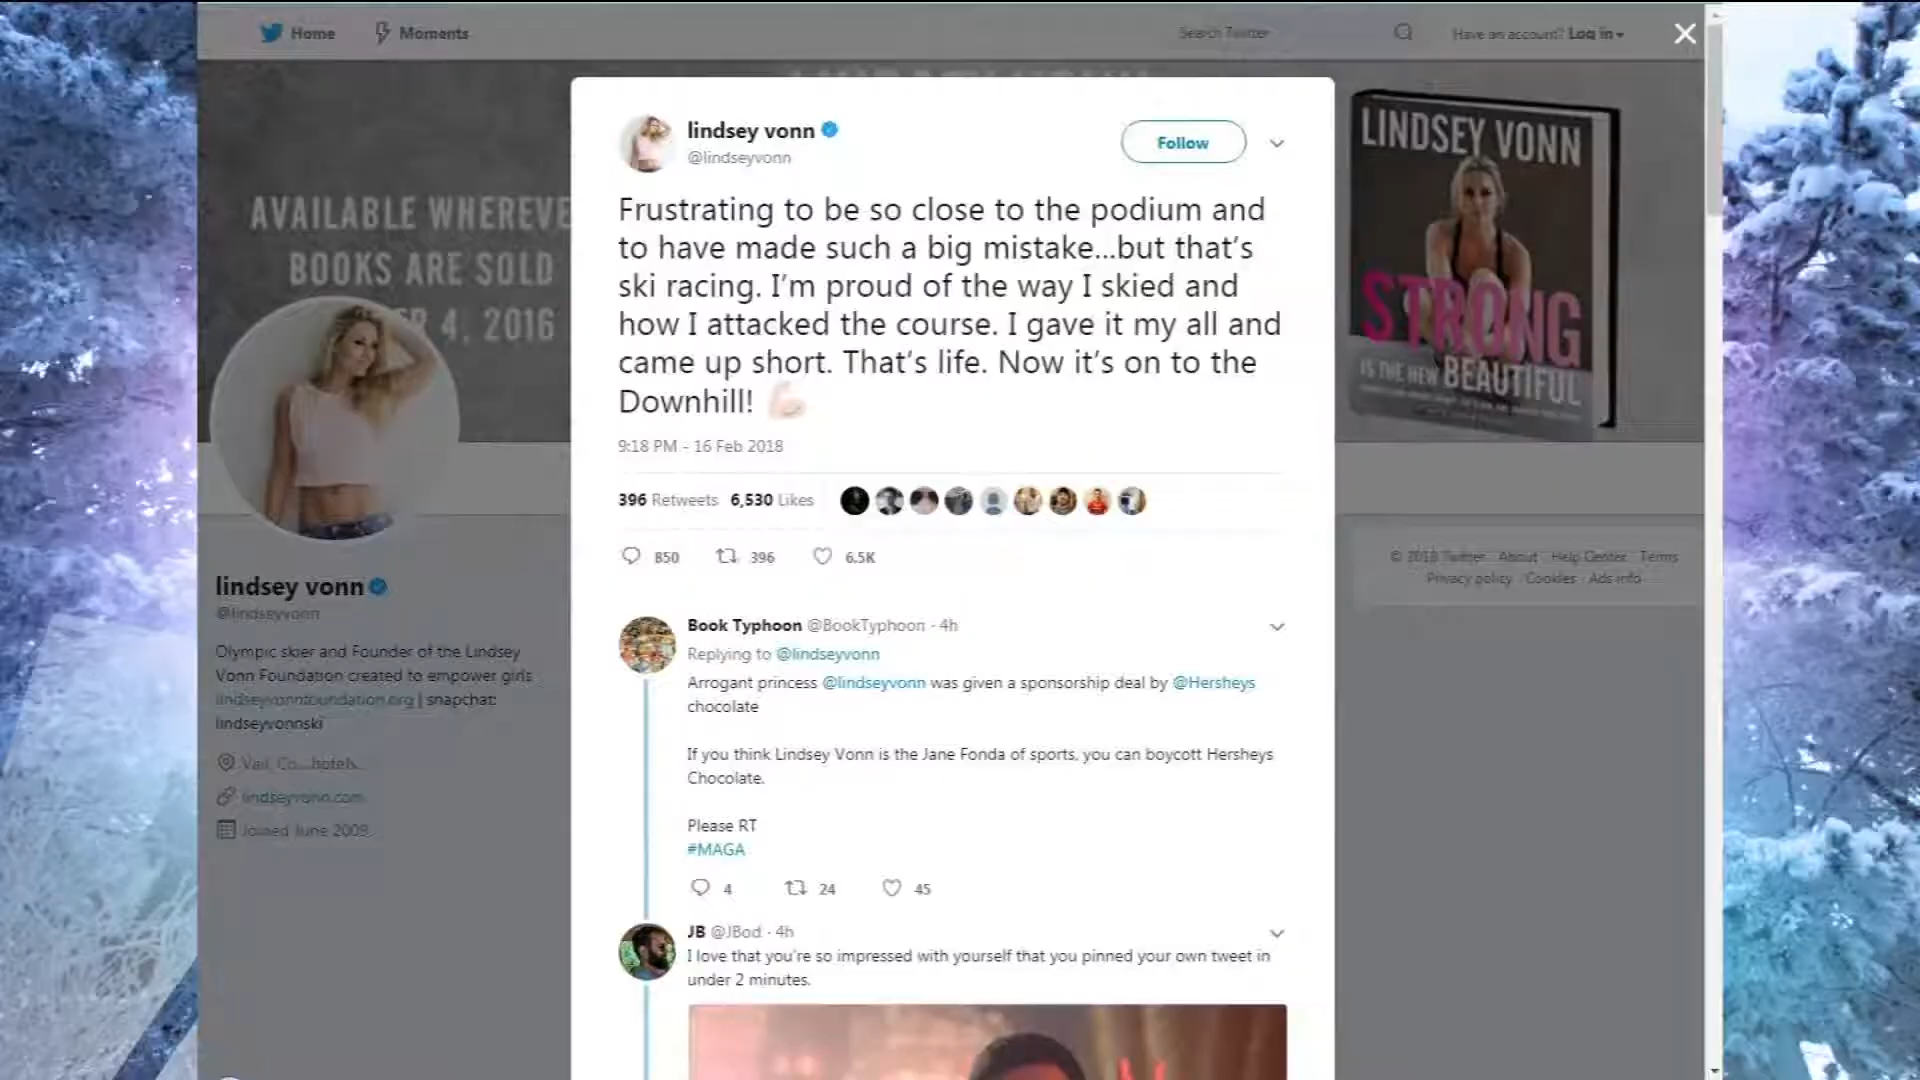 Home
Moments
Search Twitter
Have an account? Log in
lindsey vonn
@lindseyvonn
Follow
Frustrating to be so close to the podium and
to have made such a big mistake...but that's
ski racing. I'm proud of the way I skied and
how I attacked the course. I gave it my all and
came up short. That's life. Now it's on to the
Downhill! 💪🏻
9:18 PM - 16 Feb 2018
396 Retweets 6,530 Likes
850 396 6.5K
Book Typhoon @BookTyphoon · 4h
Replying to @lindseyvonn
Arrogant princess @lindseyvonn was given a sponsorship deal by @Hersheys
chocolate
If you think Lindsey Vonn is the Jane Fonda of sports, you can boycott Hersheys
Chocolate.
Please RT
#MAGA
4 24 45
JB @JBod · 4h
I love that you're so impressed with yourself that you pinned your own tweet in
under 2 minutes.
AVAILABLE WHEREVE
BOOKS ARE SOLD
R 4, 2016
lindsey vonn
@lindseyvonn
Olympic skier and Founder of the Lindsey
Vonn Foundation created to empower girls
lindseyvonnfoundation.org | snapchat:
lindseyvonnski
Vail, Co...hotels...
lindseyvonn.com
Joined June 2009
LINDSEY VONN
STRONG
IS THE NEW BEAUTIFUL
© 2018 Twitter About Help Center Terms
Privacy policy Cookies Ads info